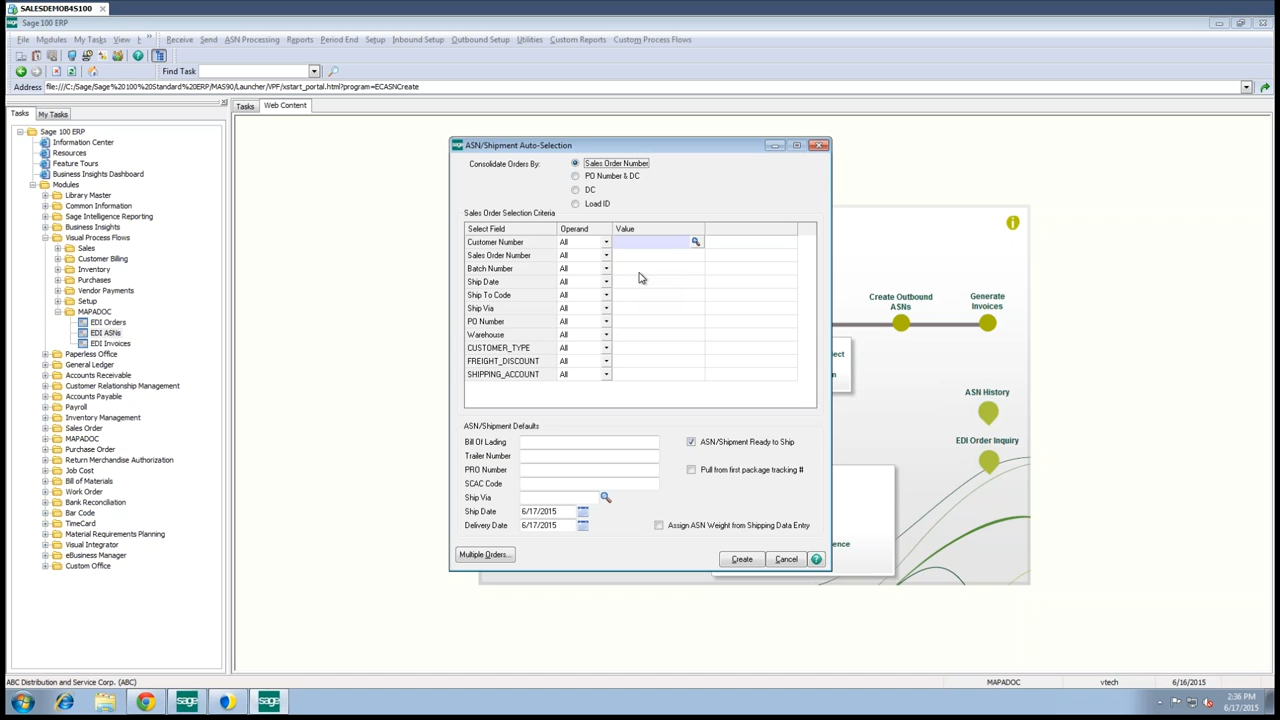 SALESDEMOB4S100
Sage 100 ERP
File Modules My Tasks View Receive Send ASN Processing Reports Period End Setup Inbound Setup Outbound Setup Utilities Custom Reports Custom Process Flows
Find Task
Address file:///C:/Sage/Sage%20100%20Standard%20ERP/MAS90/Launcher/VPF/xstart_portal.html?program=ECASNCreate
Tasks My Tasks
Tasks Web Content
Sage 100 ERP
Information Center
Resources
Feature Tours
Business Insights Dashboard
Modules
Library Master
Common Information
Sage Intelligence Reporting
Business Insights
Visual Process Flows
Sales
Customer Billing
Inventory
Purchases
Vendor Payments
Setup
MAPADOC
EDI Orders
EDI ASNs
EDI Invoices
Paperless Office
General Ledger
Accounts Receivable
Customer Relationship Management
Accounts Payable
Payroll
Inventory Management
Sales Order
MAPADOC
Purchase Order
Return Merchandise Authorization
Job Cost
Bill of Materials
Work Order
Bank Reconciliation
Bar Code
TimeCard
Material Requirements Planning
Visual Integrator
eBusiness Manager
Custom Office
ASN/Shipment Auto-Selection
Consolidate Orders By: Sales Order Number
PO Number & DC
DC
Load ID
Sales Order Selection Criteria
Select Field Operand Value
Customer Number All
Sales Order Number All
Batch Number All
Ship Date All
Ship To Code All
Ship Via All
PO Number All
Warehouse All
CUSTOMER_TYPE All
FREIGHT_DISCOUNT All
SHIPPING_ACCOUNT All
ASN/Shipment Defaults
Bill Of Lading ASN/Shipment Ready to Ship
Trailer Number
PRO Number Pull from first package tracking #
SCAC Code
Ship Via
Ship Date 6/17/2015
Delivery Date 6/17/2015 Assign ASN Weight from Shipping Data Entry
Multiple Orders... Create Cancel
Create Outbound
ASNs
Generate
Invoices
ASN History
EDI Order Inquiry
ABC Distribution and Service Corp. (ABC) MAPADOC vtech 6/16/2015
sage sage
2:36 PM
6/17/2015